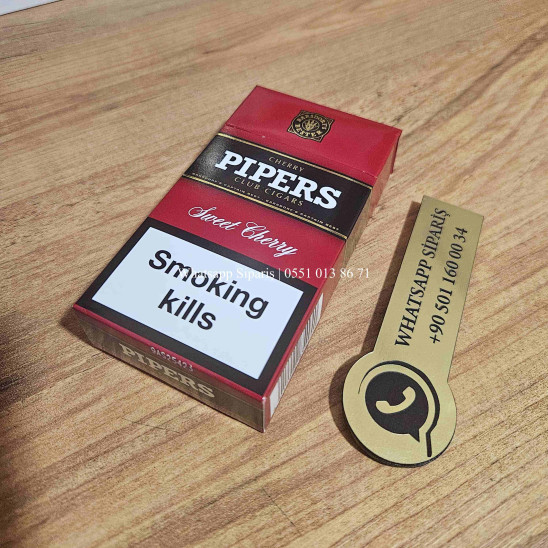 CHERRY
PIPERS
CLUB CIGARS
Sweet Cherry
Smoking
kills
Whatsapp Sipariş | 0551 013 86 71
PIPERS
WHATSAPP SİPARİŞ
+90 501 160 00 34